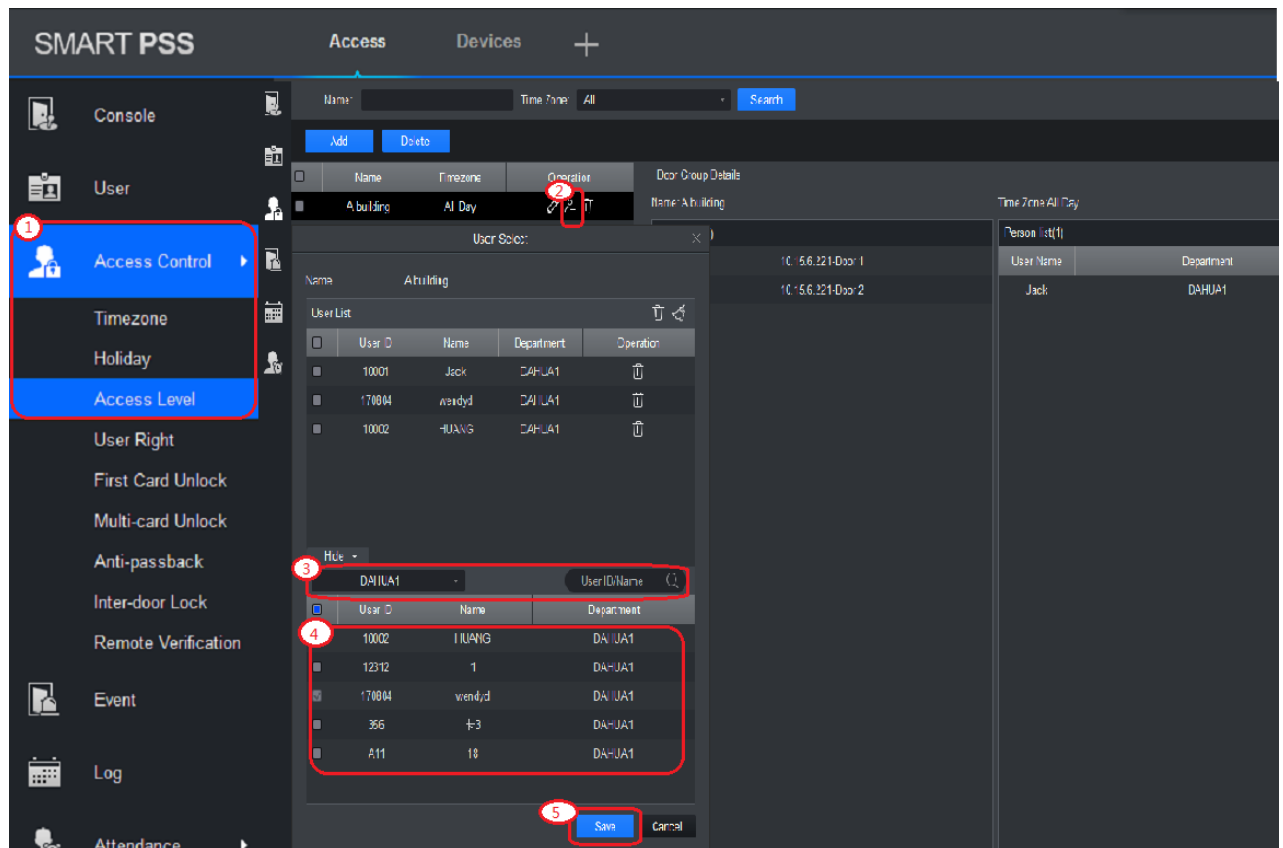 SMART PSS
Access
Devices
Console
User
1
Access Control
Timezone
Holiday
Access Level
User Right
First Card Unlock
Multi-card Unlock
Anti-passback
Inter-door Lock
Remote Verification
Event
Log
Attendance
Name:
Time Zone: All
Search
Add
Delete
Name Timezone Operation
2
A building All Day
User Select
Name A building
User List
User ID Name Department Operation
10001 Jack DAHUA1
170804 wendyd DAHUA1
10002 HUANG DAHUA1
Hide
3
DAHUA1 User ID/Name
User ID Name Department
4
10002 HUANG DAHUA1
12312 1 DAHUA1
170804 wendyd DAHUA1
DAHUA1
A11 18 DAHUA1
5
Save Cancel
Door Group Details
Name: A building
10.15.6.221-Door 1
10.15.6.221-Door 2
Time Zone:All Day
Person list(1)
User Name Department
Jack DAHUA1